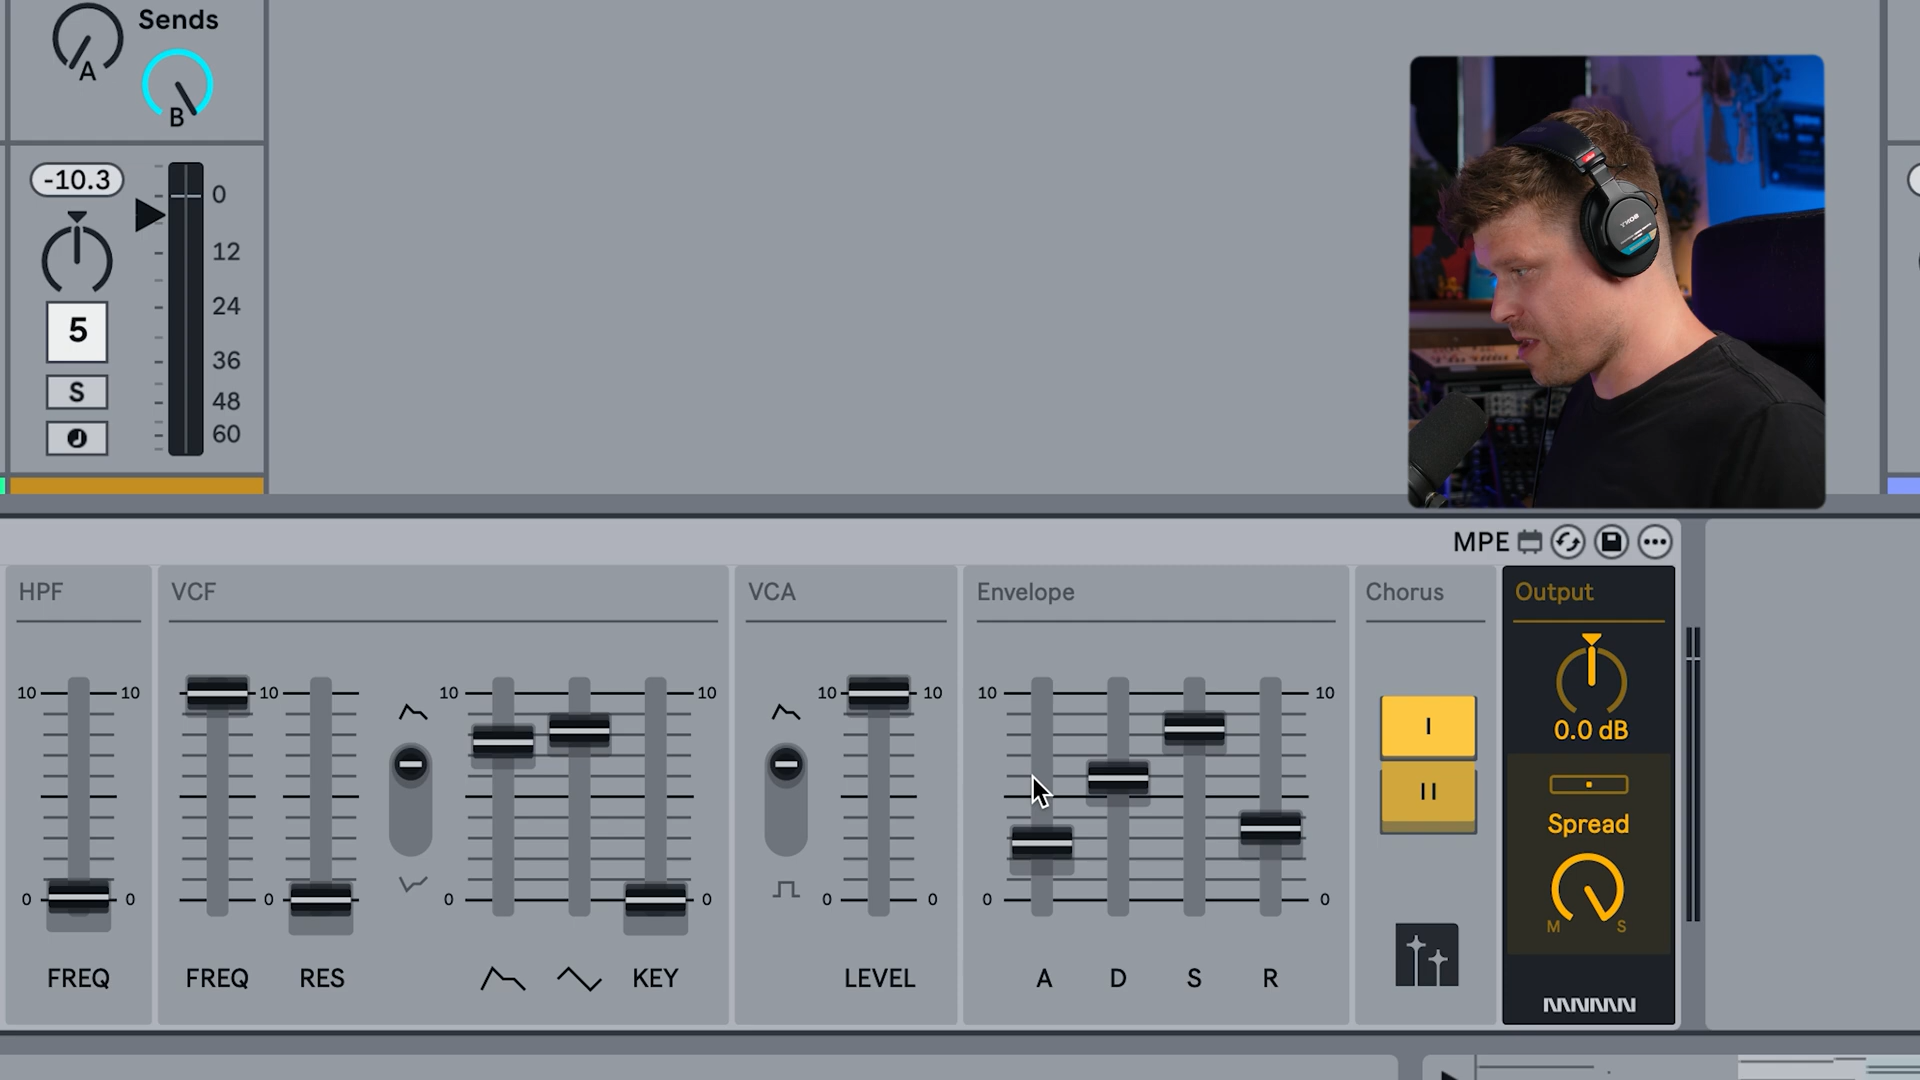 Sends
A
B
-10.3
0
12
5
24
36
S
48
60
MPE
HPF
VCF
VCA
Envelope
Chorus
Output
10 10 10 10 10 10 10 10 10
I
0.0 dB
II
Spread
0 0 0 0 0 0 0 0 0
M S
FREQ FREQ RES KEY LEVEL A D S R